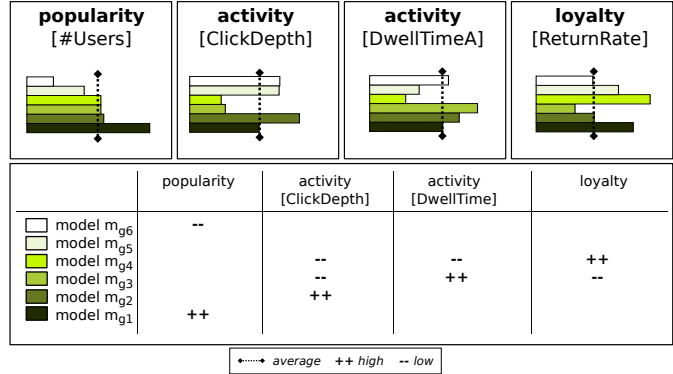 popularity activity activity loyalty
[#Users] [ClickDepth] [DwellTimeA] [ReturnRate]
popularity activity activity loyalty
[ClickDepth] [DwellTime]
model mg6 --
model mg5
model mg4 -- -- ++
model mg3 -- ++ --
model mg2 ++
model mg1 ++
average ++ high -- low